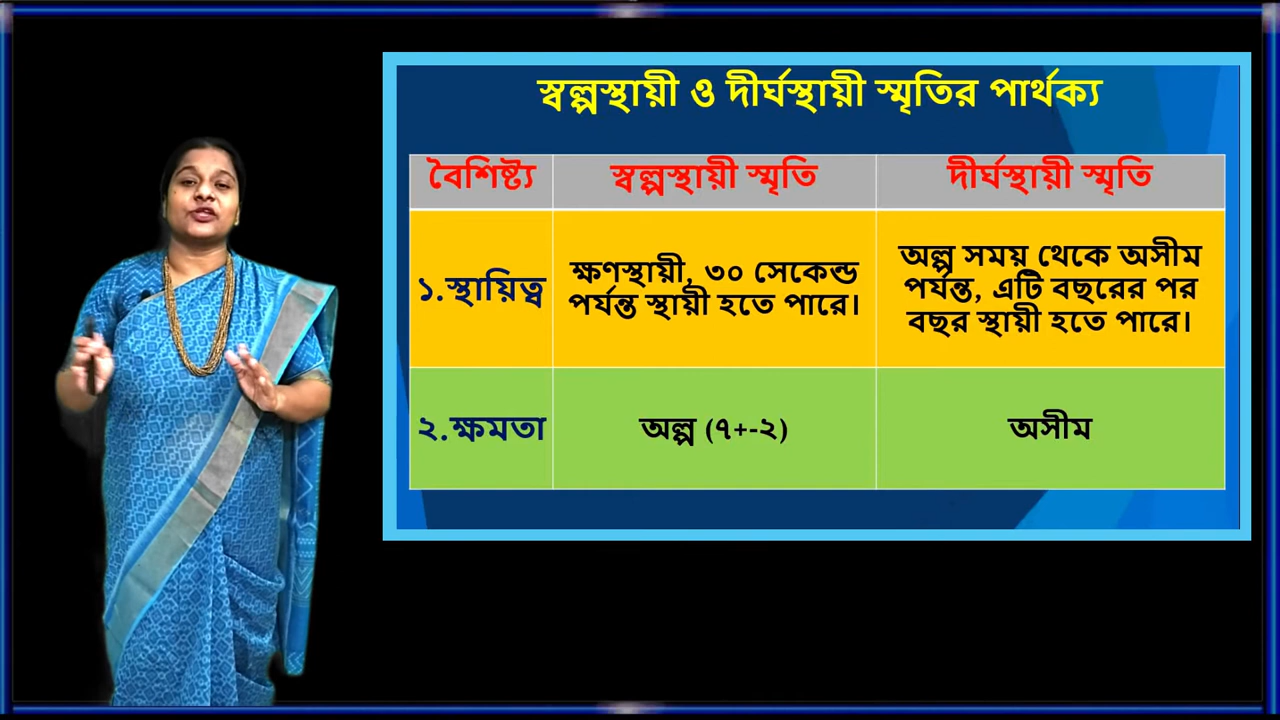 স্বল্পস্থায়ী ও দীর্ঘস্থায়ী স্মৃতির পার্থক্য
বৈশিষ্ট্য স্বল্পস্থায়ী স্মৃতি দীর্ঘস্থায়ী স্মৃতি
১.স্থায়িত্ব
ক্ষণস্থায়ী, ৩০ সেকেন্ড
পর্যন্ত স্থায়ী হতে পারে।
অল্প সময় থেকে অসীম
পর্যন্ত, এটি বছরের পর
বছর স্থায়ী হতে পারে।
২.ক্ষমতা অল্প (৭+-২) অসীম